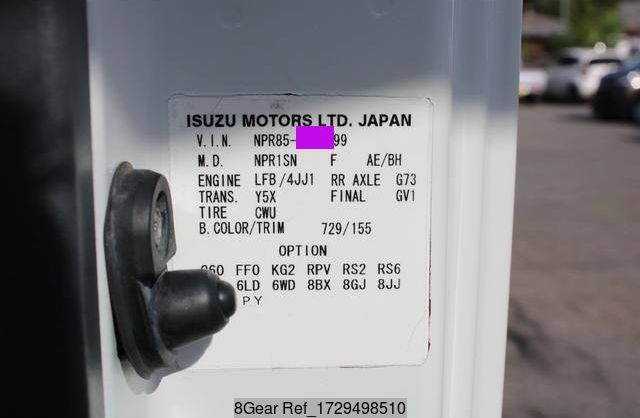 ISUZU MOTORS LTD. JAPAN
V.I.N. NPR85- 99
M.D. NPR1SN F AE/BH
ENGINE LFB/4JJ1 RR AXLE G73
TRANS. Y5X FINAL GV1
TIRE CWU
B.COLOR/TRIM 729/155
OPTION
FFO KG2 RPV RS2 RS6
6LD 6WD 8BX 8GJ 8JJ
PY
8Gear Ref_1729498510